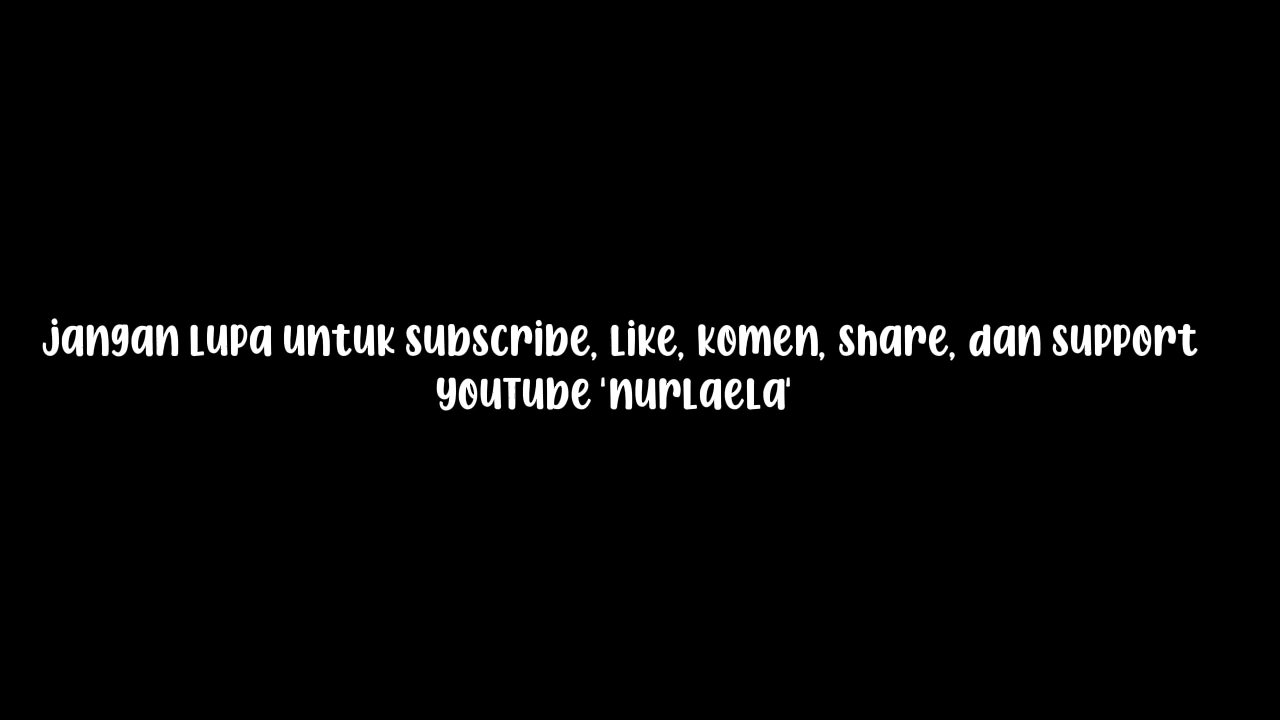 jangan lupa untuk subscribe, like, komen, share, dan support
youtube 'nurlaela'